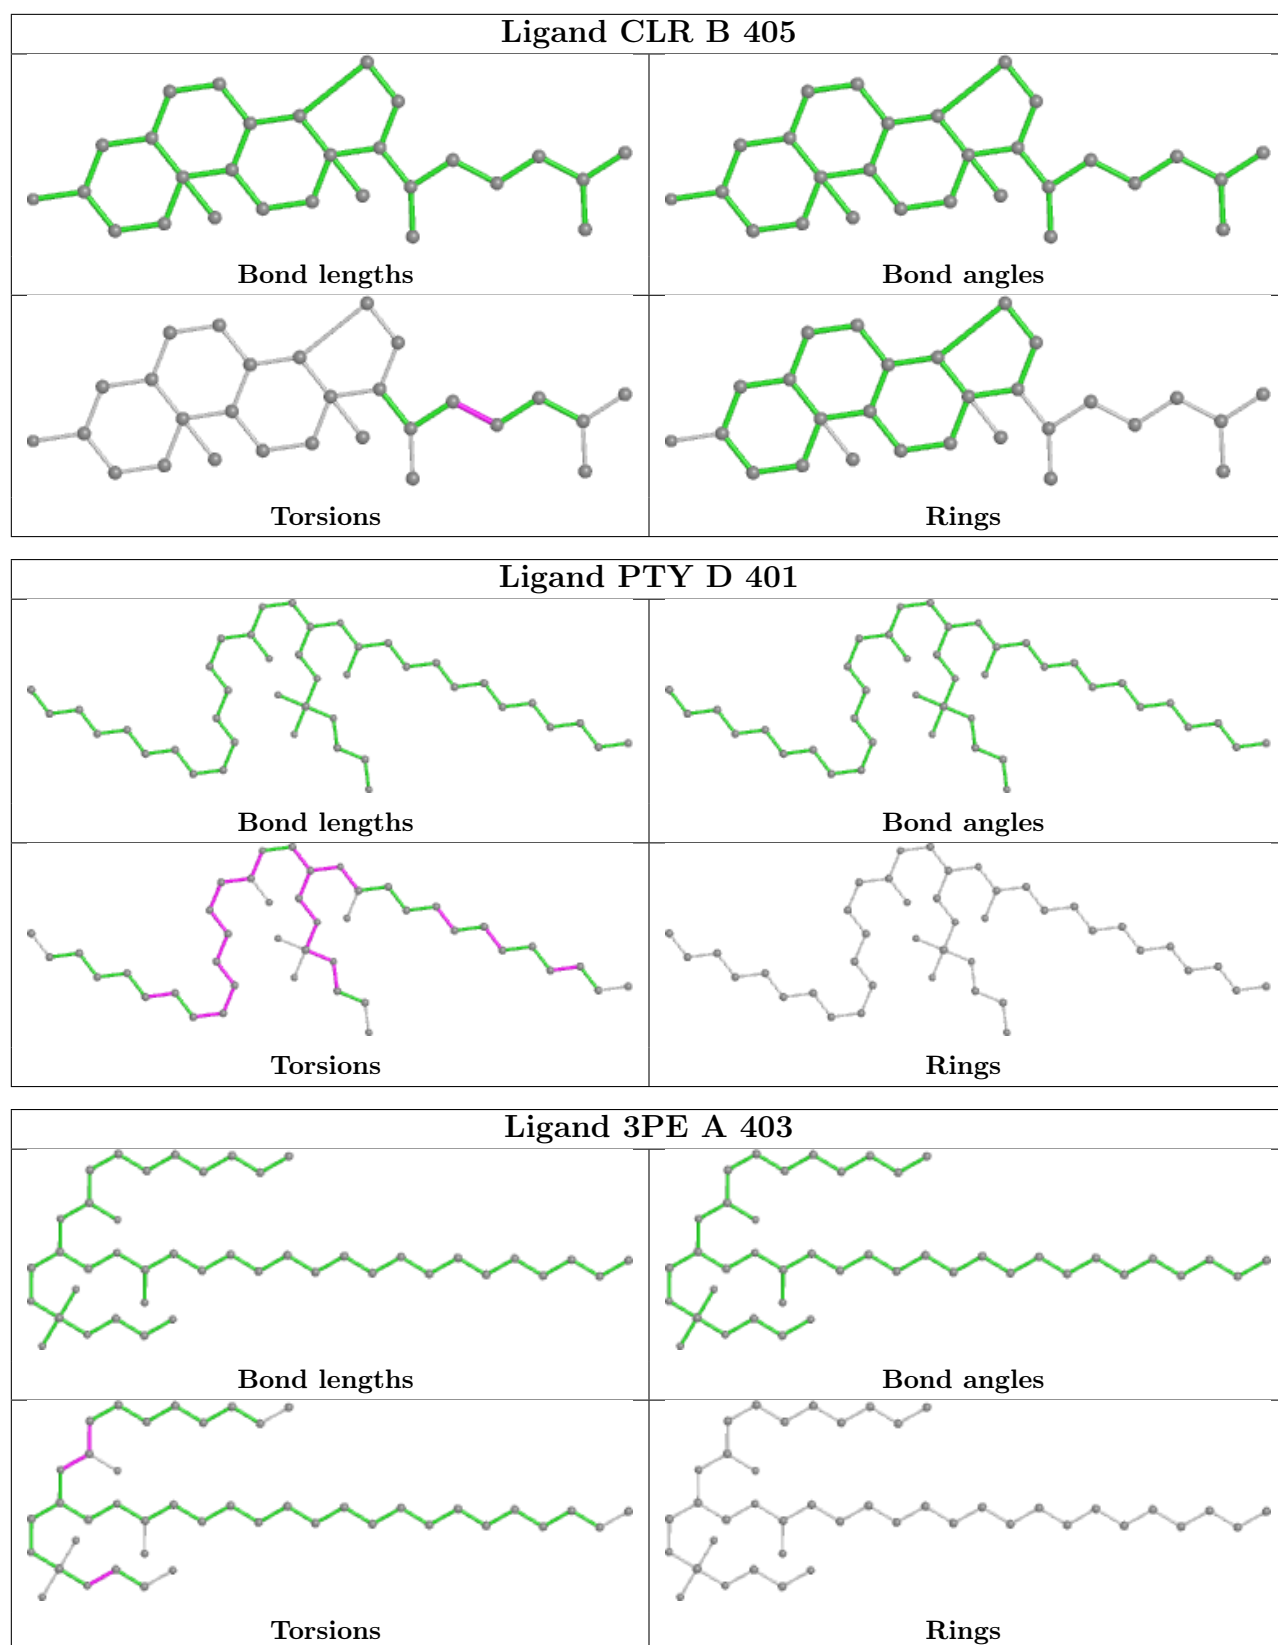 Ligand CLR B 405
Bond lengths
Bond angles
Torsions
Rings
Ligand PTY D 401
Bond lengths
Bond angles
Torsions
Rings
Ligand 3PE A 403
Bond lengths
Bond angles
Torsions
Rings